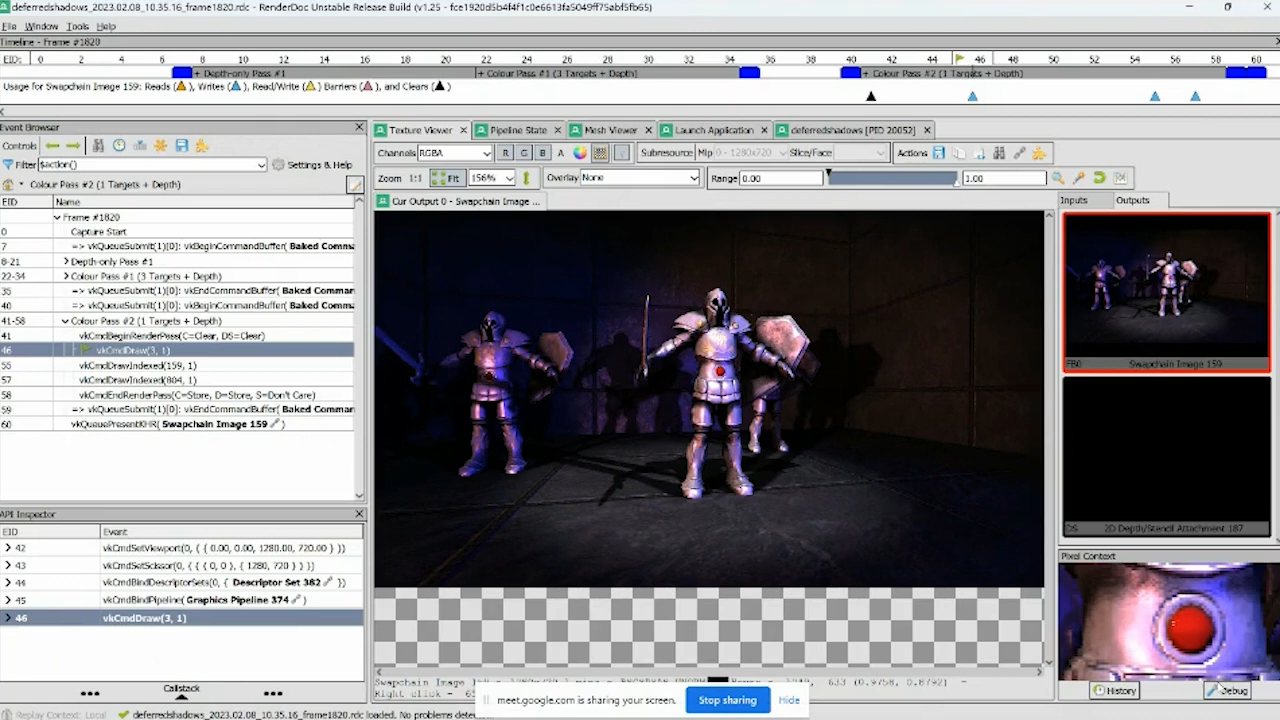 deferredshadows_2023.02.08_10.35.16_frame1820.rdc - RenderDoc Unstable Release Build (v1.25 - fce1920d5b4f4f1c0e6613fa5049ff75abf5fb65)
File Window Tools Help
Timeline - Frame #1820
EID: 0 2 4 6 8 10 12 14 16 18 20 22 24 26 28 30 32 34 36 38 40 42 44 46 48 50 52 54 56 58 60
+ Depth-only Pass #1 + Colour Pass #1 (3 Targets + Depth) + Colour Pass #2 (1 Targets + Depth)
Usage for Swapchain Image 159: Reads ( ), Writes ( ), Read/Write ( ) Barriers ( ), and Clears ( )
Event Browser
Controls
Filter $action() Settings & Help
Colour Pass #2 (1 Targets + Depth)
EID Name
Frame #1820
0 Capture Start
7 => vkQueueSubmit(1)[0]: vkBeginCommandBuffer( Baked Comma
8-21 Depth-only Pass #1
22-34 Colour Pass #1 (3 Targets + Depth)
35 => vkQueueSubmit(1)[0]: vkEndCommandBuffer( Baked Comman
40 => vkQueueSubmit(1)[0]: vkBeginCommandBuffer( Baked Comma
41-58 Colour Pass #2 (1 Targets + Depth)
41 vkCmdBeginRenderPass(C=Clear, DS=Clear)
46 vkCmdDraw(3, 1)
55 vkCmdDrawIndexed(159, 1)
57 vkCmdDrawIndexed(804, 1)
58 vkCmdEndRenderPass(C=Store, D=Store, S=Don't Care)
59 => vkQueueSubmit(1)[0]: vkEndCommandBuffer( Baked Comman
60 vkQueuePresentKHR( Swapchain Image 159 )
API Inspector
EID Event
42 vkCmdSetViewport(0, { { 0.00, 0.00, 1280.00, 720.00 } })
43 vkCmdSetScissor(0, { { { 0, 0 }, { 1280, 720 } } })
44 vkCmdBindDescriptorSets(0, { Descriptor Set 382 })
45 vkCmdBindPipeline( Graphics Pipeline 374 )
46 vkCmdDraw(3, 1)
Callstack
Replay Context: Local deferredshadows_2023.02.08_10.35.16_frame1820.rdc loaded. No problems detec
Texture Viewer Pipeline State Mesh Viewer Launch Application deferredshadows [PID 20052]
Channels RGBA R G B A Subresource Mip 0 - 1280x720 Slice/Face Actions
Zoom 1:1 Fit 156% Overlay None Range 0.00 1.00
Cur Output 0 - Swapchain Image ...
Swapchain Image
Right click -
633 (0.9758, 0.8792) -
Inputs Outputs
FB0 Swapchain Image 159
DS 2D Depth/Stencil Attachment 187
Pixel Context
History Debug
meet.google.com is sharing your screen. Stop sharing Hide